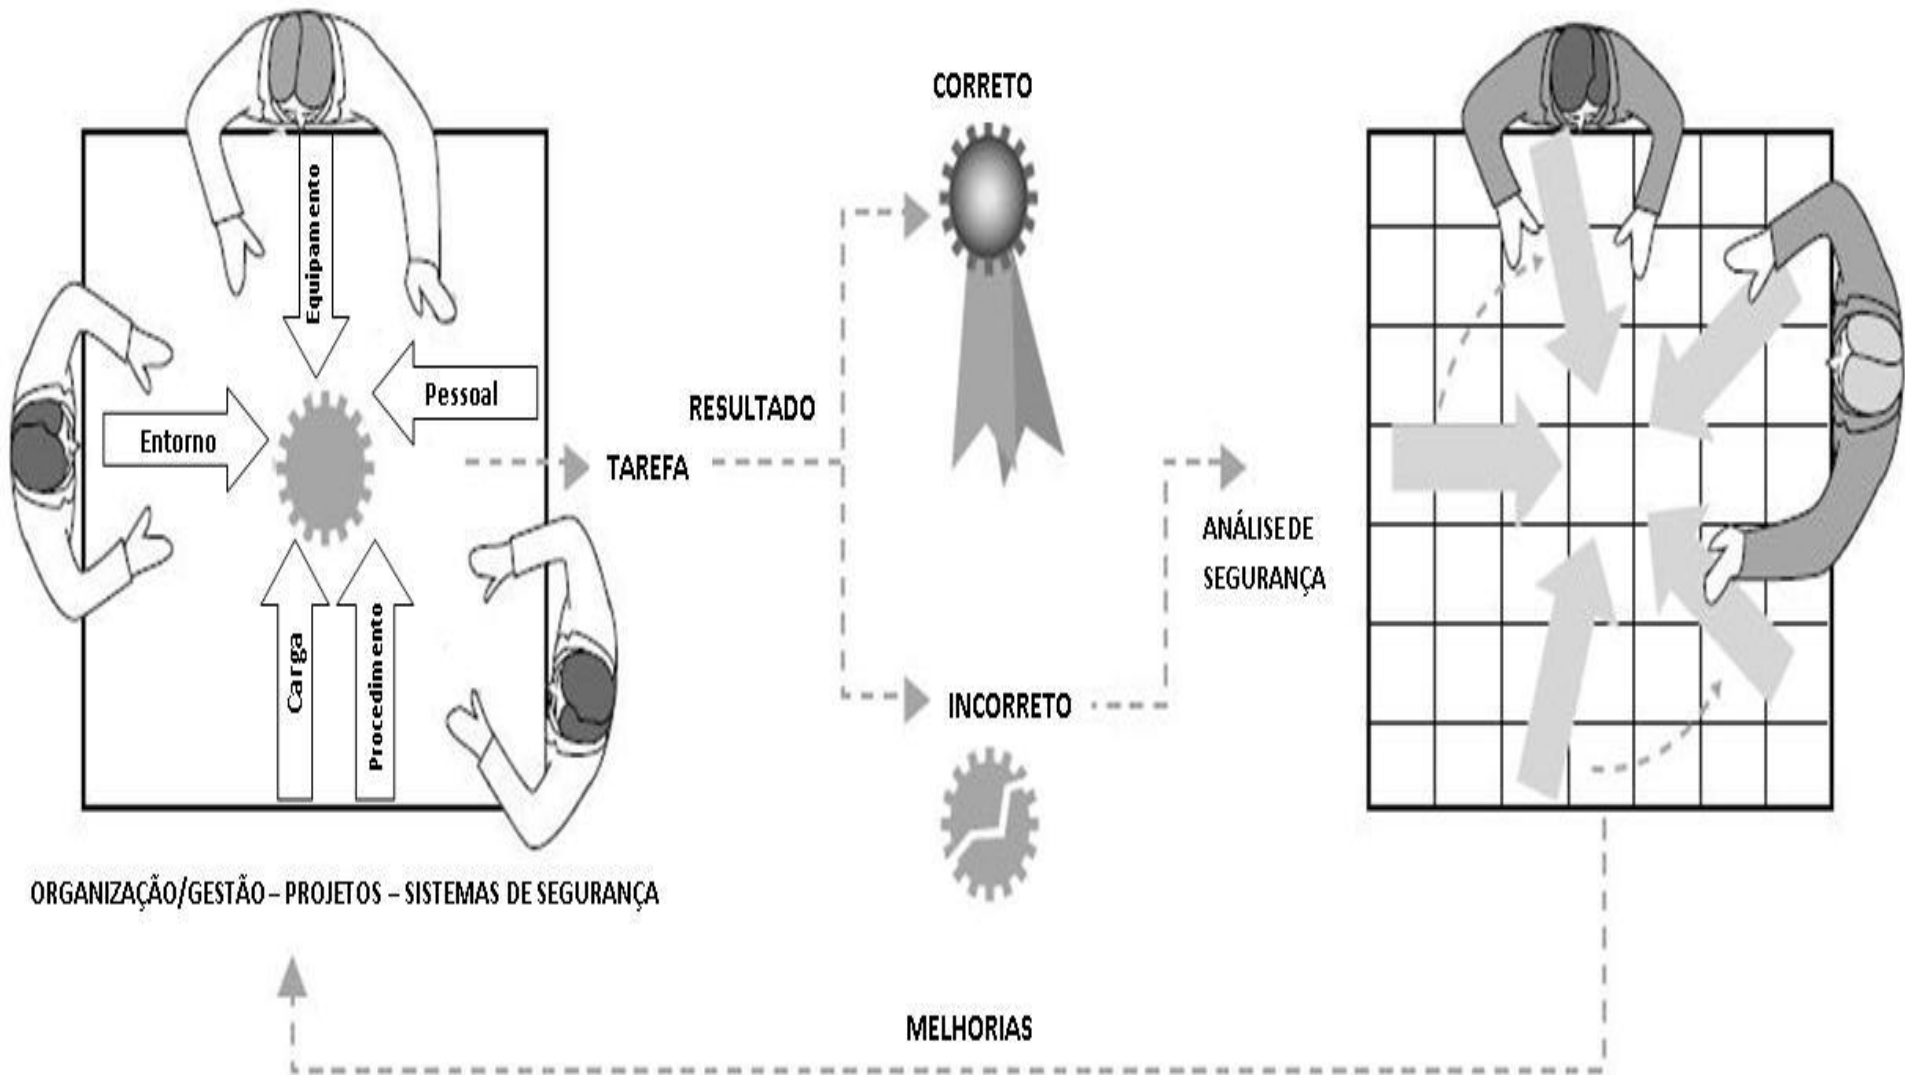 Equipamento
Pessoal
Entorno
Carga
Procedimento
ORGANIZAÇÃO/GESTÃO – PROJETOS – SISTEMAS DE SEGURANÇA
TAREFA
RESULTADO
CORRETO
INCORRETO
ANÁLISE DE
SEGURANÇA
MELHORIAS